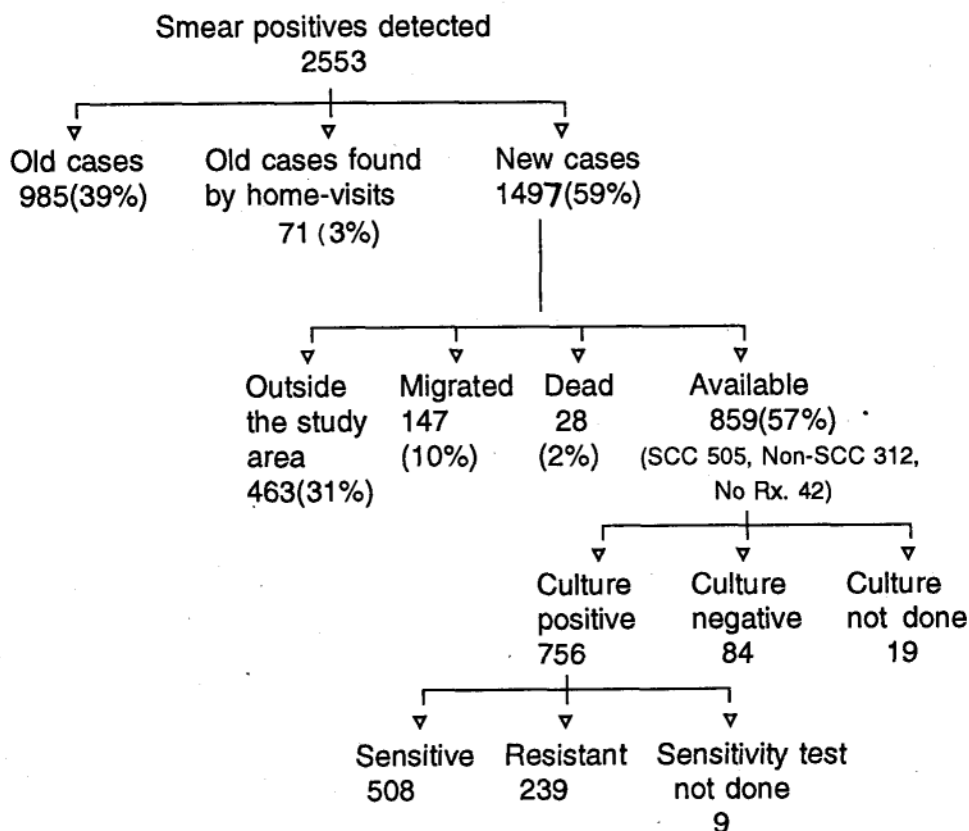 Smear positives detected
2553
Old cases
985(39%)
Old cases found
by home-visits
71 (3%)
New cases
1497(59%)
Outside
the study
area
463(31%)
Migrated
147
(10%)
Dead
28
(2%)
Available
859(57%)
(SCC 505, Non-SCC 312,
No Rx. 42)
Culture
positive
756
Culture
negative
84
Culture
not done
19
Sensitive
508
Resistant
239
Sensitivity test
not done
9